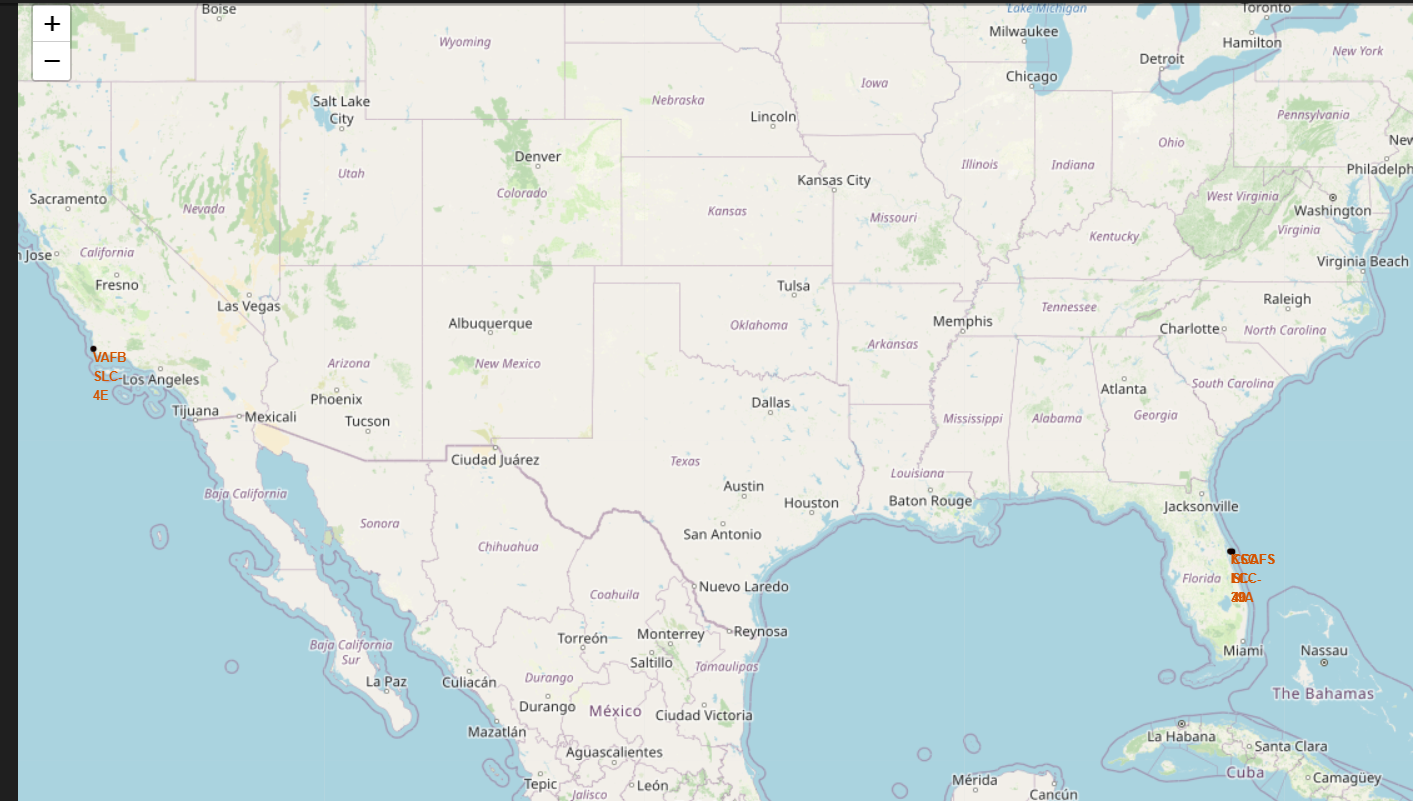 +
−
Boise
Lake Michigan
Toronto
Milwaukee
Hamilton
Wyoming
New York
Detroit
Chicago
Iowa
Nebraska
Salt Lake
City
Lincoln
Pennsylvania
Ohio
New
Denver
Illinois
Indiana
Philadelph
Utah
Kansas City
Colorado
Sacramento
West Virginia
Nevada
Kansas
Washington
Missouri
Virginia
Kentucky
California
n Jose
Virginia Beach
Fresno
Tulsa
Las Vegas
Raleigh
Tennessee
Albuquerque
Memphis
Oklahoma
Charlotte
North Carolina
Arkansas
VAFB
SLC-
4E
Los Angeles
Arizona
New Mexico
South Carolina
Atlanta
Phoenix
Dallas
Tijuana
Mexicali
Tucson
Mississippi
Alabama
Georgia
Ciudad Juárez
Texas
Louisiana
Austin
Baja California
Houston
Baton Rouge
Jacksonville
Sonora
San Antonio
Chihuahua
Florida
Nuevo Laredo
Coahuila
Reynosa
Torreón
Monterrey
Baja California
Sur
Miami
Nassau
Saltillo
Tamaulipas
La Paz
Culiacán
Durango
The Bahamas
Durango
México
Ciudad Victoria
Mazatlán
La Habana
Santa Clara
Aguascalientes
Cuba
Camagüey
Tepic
León
Mérida
Jalisco
Cancún